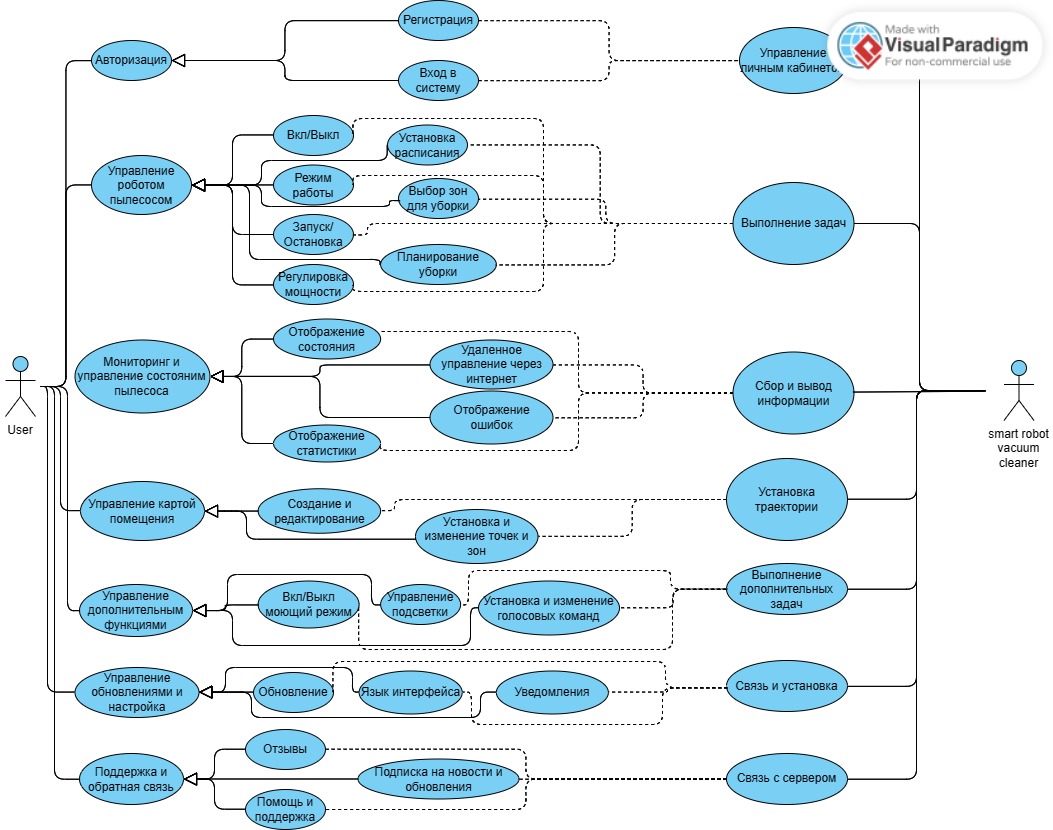 Регистрация
Авторизация
Вход в
систему
Управление
личным кабинето
Made with
VisualParadigm
For non-commercial use
Вкл/Выкл
Установка
расписания
Управление
роботом
пылесосом
Режим
работы
Выбор зон
для уборки
Запуск/
Остановка
Выполнение задач
Планирование
уборки
Регулировка
мощности
Отображение
состояния
Мониторинг и
управление состояним
пылесоса
Удаленное
управление через
интернет
Отображение
ошибок
Отображение
статистики
Сбор и вывод
информации
User
smart robot
vacuum
cleaner
Управление картой
помещения
Создание и
редактирование
Установка и
изменение точек и
зон
Установка
траектории
Управление
дополнительным
функциями
Вкл/Выкл
моющий режим
Управление
подсветки
Установка и изменение
голосовых команд
Выполнение
дополнительных
задач
Управление
обновлениями и
настройка
Обновление
Язык интерфейса
Уведомления
Связь и установка
Поддержка и
обратная связь
Отзывы
Подписка на новости и
обновления
Помощь и
поддержка
Связь с сервером